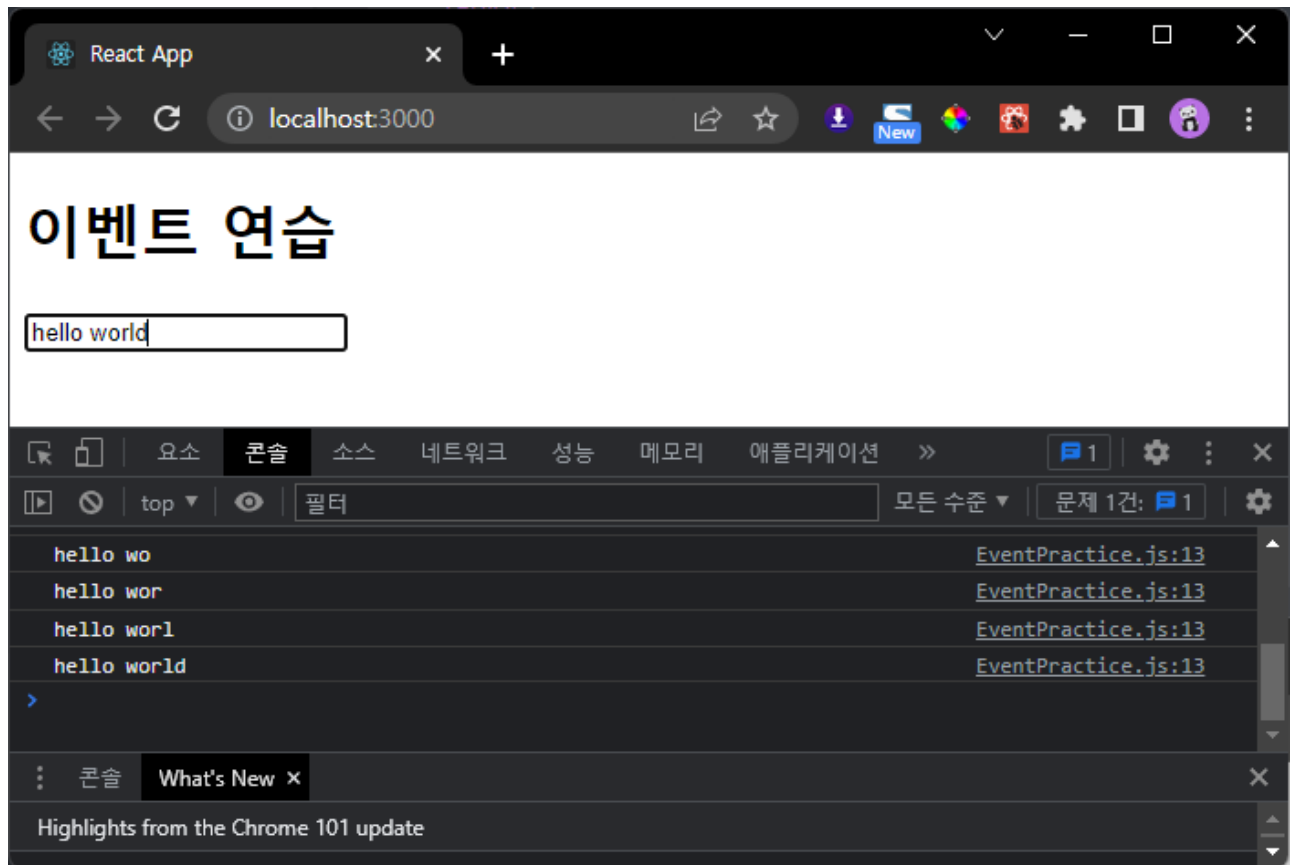 React App
localhost:3000
New
이벤트 연습
hello world
요소 콘솔 소스 네트워크 성능 메모리 애플리케이션 1
top 필터 모든 수준 문제 1건: 1
hello wo EventPractice.js:13
hello wor EventPractice.js:13
hello worl EventPractice.js:13
hello world EventPractice.js:13
콘솔 What's New
Highlights from the Chrome 101 update